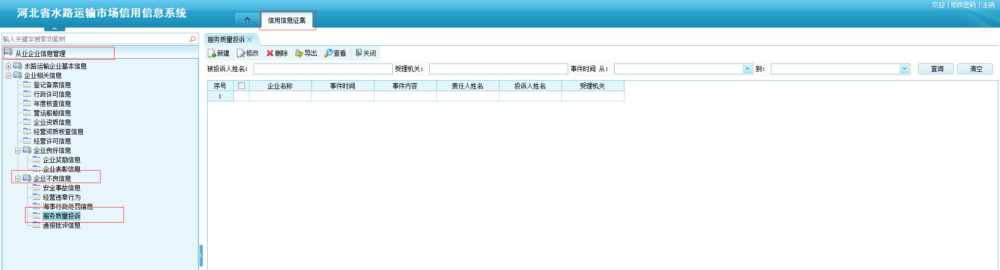 欢迎 | 修改密码 | 注销
河北省水路运输市场信用信息系统
信用信息征集
输入关键字搜索功能树
从业企业信息管理
水路运输企业基本信息
企业相关信息
登记备案信息
行政许可信息
年度核查信息
营运船舶信息
企业资质信息
经营资质核查信息
经营许可信息
企业良好信息
企业奖励信息
企业表彰信息
企业不良信息
安全事故信息
经营违章行为
海事行政处罚信息
服务质量投诉
通报批评信息
服务质量投诉
新建 修改 删除 导出 查看 关闭
被投诉人姓名： 受理机关： 事件时间 从： 到： 查询 清空
序号 企业名称 事件时间 事件内容 责任人姓名 投诉人姓名 受理机关
1